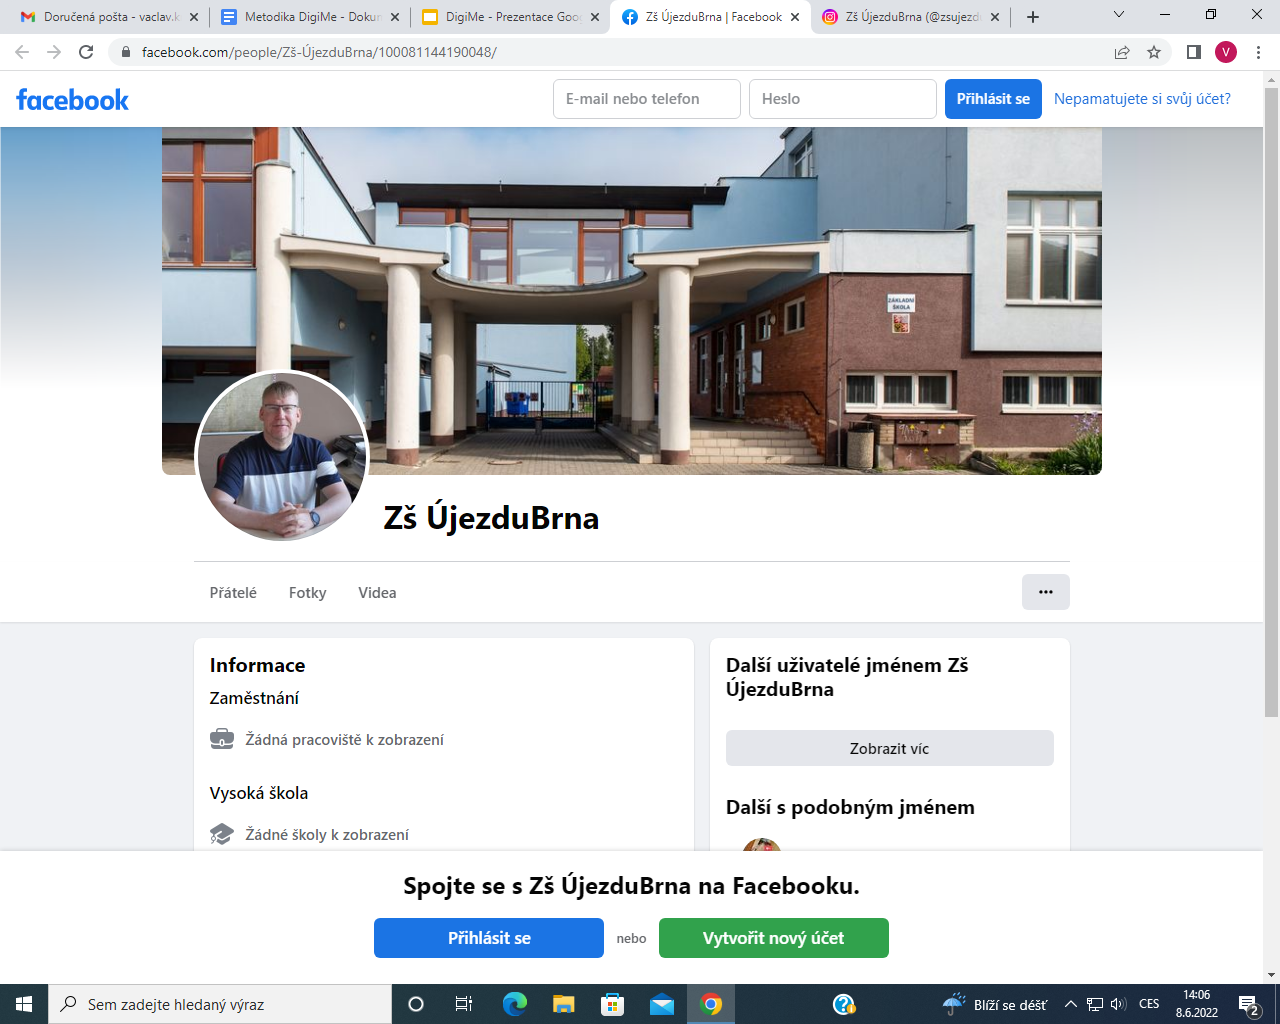 Doručená pošta - vaclav.k
Metodika DigiMe - Dokun
DigiMe - Prezentace Goo
Zš ÚjezduBrna | Facebook
Zš ÚjezduBrna (@zsujezd
facebook.com/people/Zš-ÚjezduBrna/100081144190048/
V
facebook
E-mail nebo telefon
Heslo
Přihlásit se
Nepamatujete si svůj účet?
ZÁKLADNÍ
ŠKOLA
Zš ÚjezduBrna
Přátelé
Fotky
Videa
Informace
Zaměstnání
Žádná pracoviště k zobrazení
Vysoká škola
Žádné školy k zobrazení
Další uživatelé jménem Zš
ÚjezduBrna
Zobrazit víc
Další s podobným jménem
Spojte se s Zš ÚjezduBrna na Facebooku.
Přihlásit se
nebo
Vytvořit nový účet
Sem zadejte hledaný výraz
Blíží se déšť
CES
14:06
8.6.2022
2